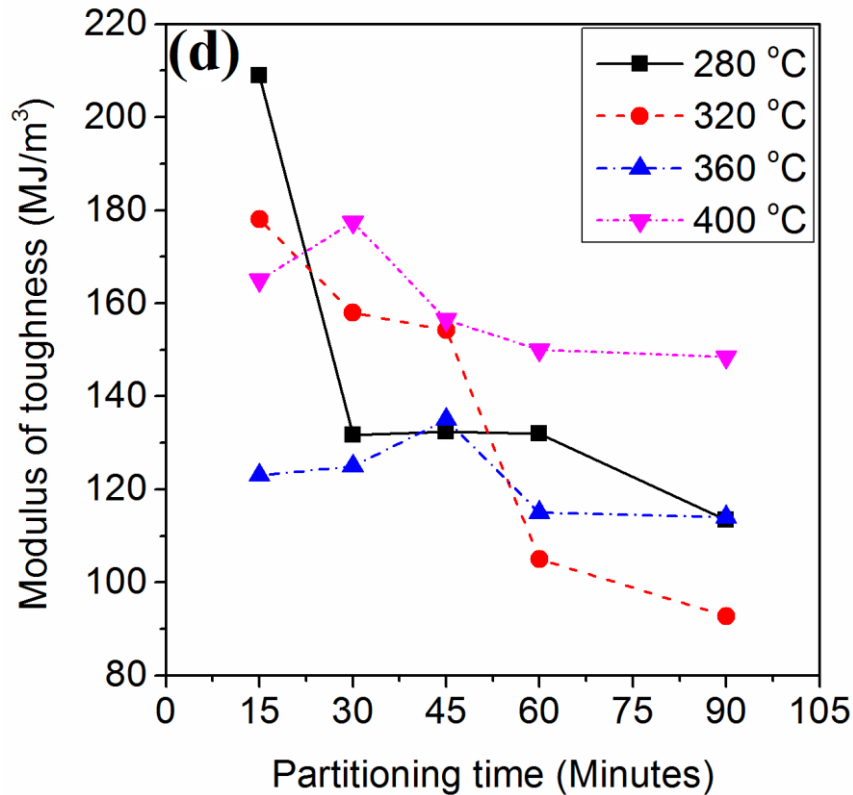 (d)
280 °C
320 °C
360 °C
400 °C
Modulus of toughness (MJ/m³)
220
200
180
160
140
120
100
80
0 15 30 45 60 75 90 105
Partitioning time (Minutes)